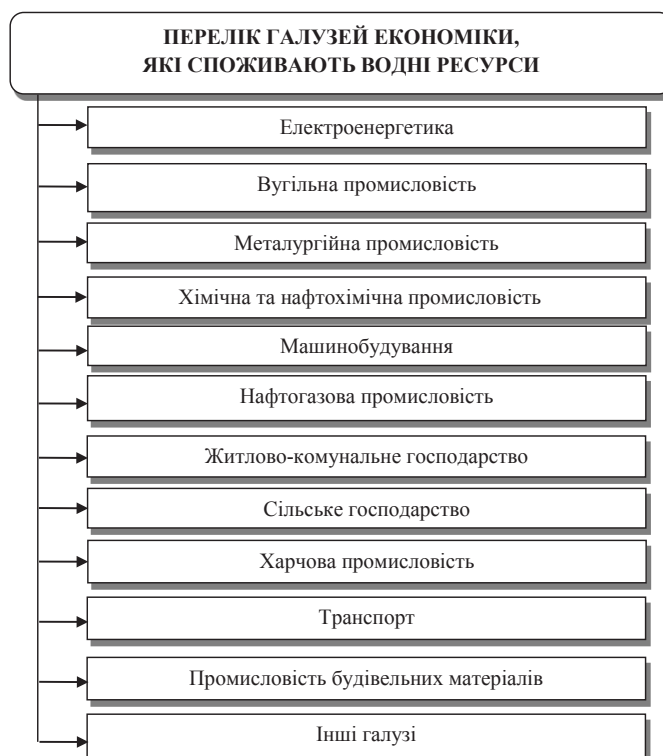 ПЕРЕЛІК ГАЛУЗЕЙ ЕКОНОМІКИ,
ЯКІ СПОЖИВАЮТЬ ВОДНІ РЕСУРСИ
Електроенергетика
Вугільна промисловість
Металургійна промисловість
Хімічна та нафтохімічна промисловість
Машинобудування
Нафтогазова промисловість
Житлово-комунальне господарство
Сільське господарство
Харчова промисловість
Транспорт
Промисловість будівельних матеріалів
Інші галузі